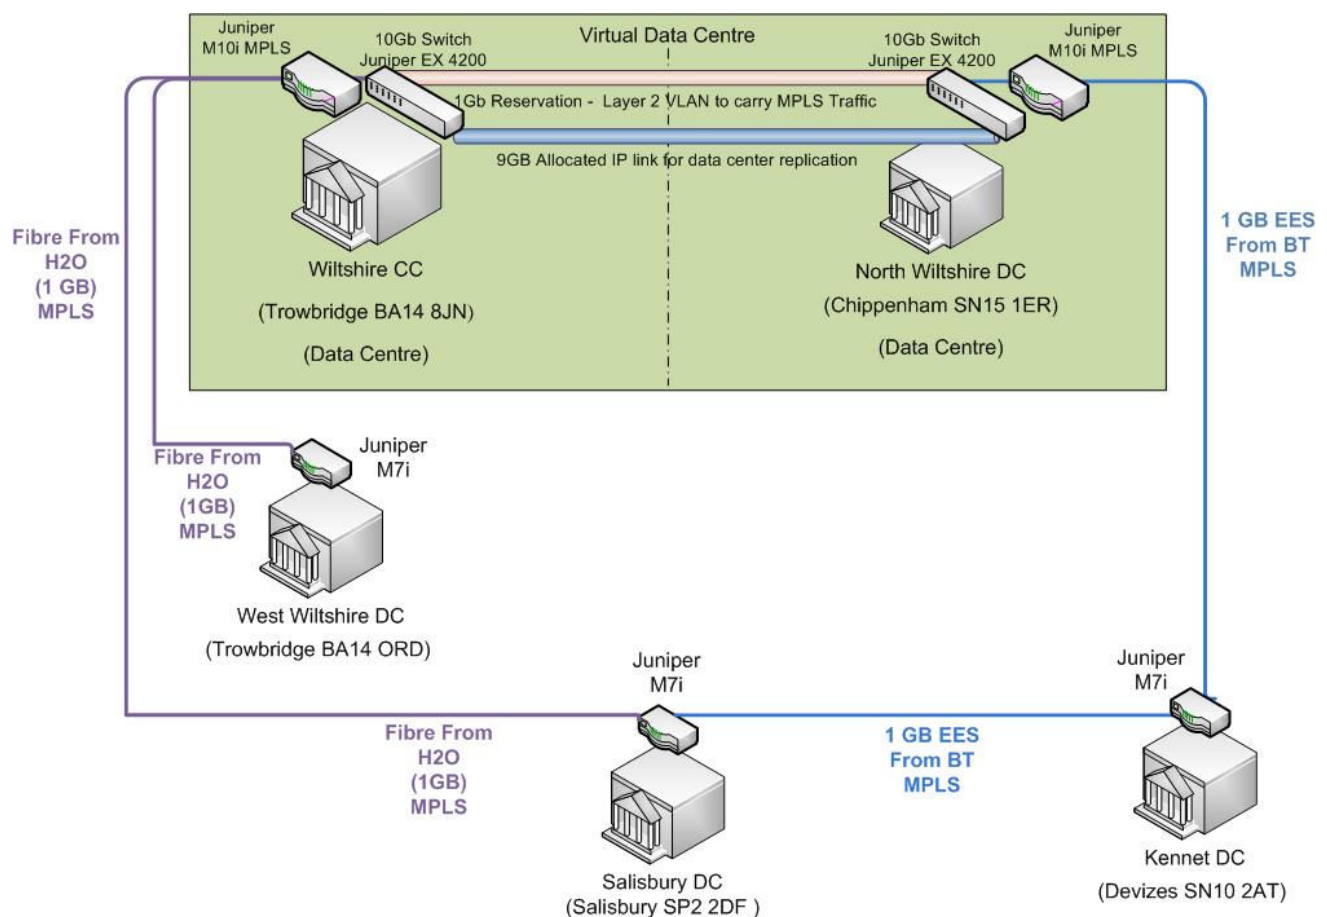 Juniper
M10i MPLS
10Gb Switch
Juniper EX 4200
Virtual Data Centre
10Gb Switch
Juniper EX 4200
Juniper
M10i MPLS
1Gb Reservation - Layer 2 VLAN to carry MPLS Traffic
9GB Allocated IP link for data center replication
Wiltshire CC
(Trowbridge BA14 8JN)
(Data Centre)
North Wiltshire DC
(Chippenham SN15 1ER)
(Data Centre)
Fibre From
H2O
(1 GB)
MPLS
1 GB EES
From BT
MPLS
Fibre From
H2O
(1GB)
MPLS
Juniper
M7i
West Wiltshire DC
(Trowbridge BA14 ORD)
Juniper
M7i
Juniper
M7i
Fibre From
H2O
(1GB)
MPLS
1 GB EES
From BT
MPLS
Salisbury DC
(Salisbury SP2 2DF )
Kennet DC
(Devizes SN10 2AT)